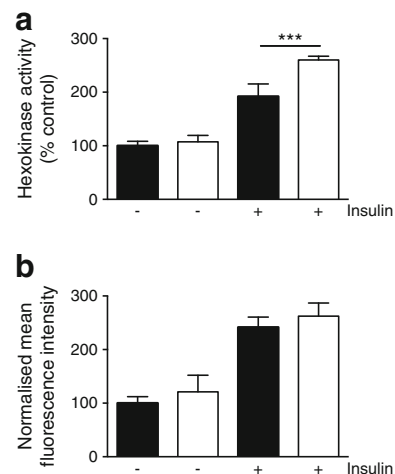 a
***
300
200
100
0
Hexokinase activity
(% control)
- - + + Insulin
b
300
200
100
0
Normalised mean
fluorescence intensity
- - + + Insulin